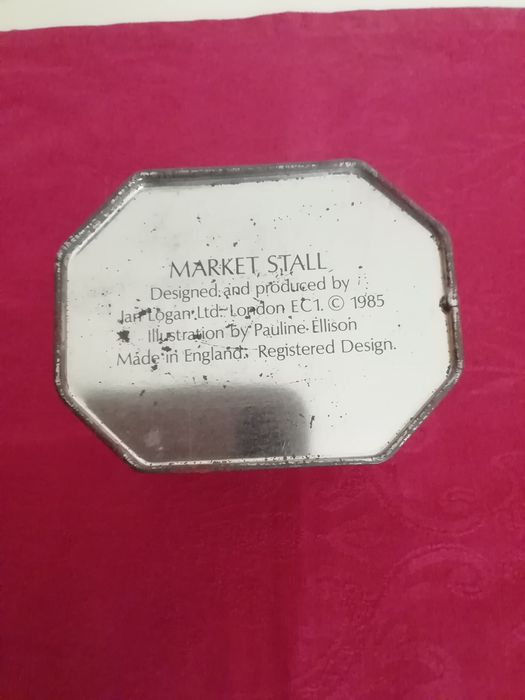 MARKET STALL
Designed and produced by
Ian Logan Ltd. London EC1. © 1985
Illustration by Pauline Ellison
Made in England. Registered Design.